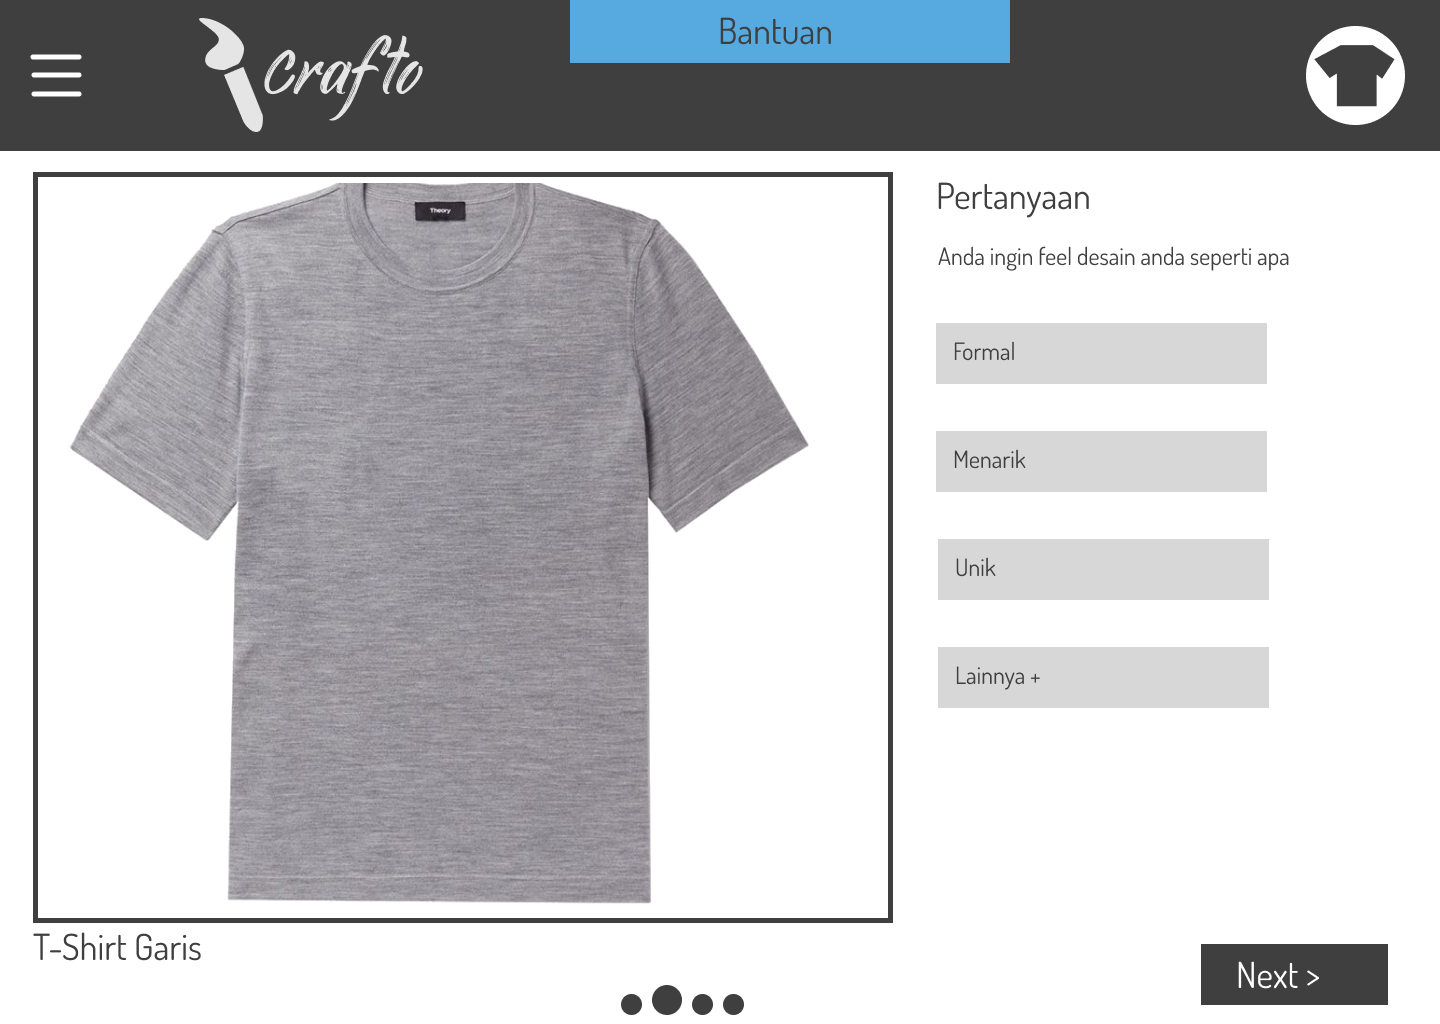 Bantuan
Crafto
Theory
Pertanyaan
Anda ingin feel desain anda seperti apa
Formal
Menarik
Unik
Lainnya +
T-Shirt Garis
Next >